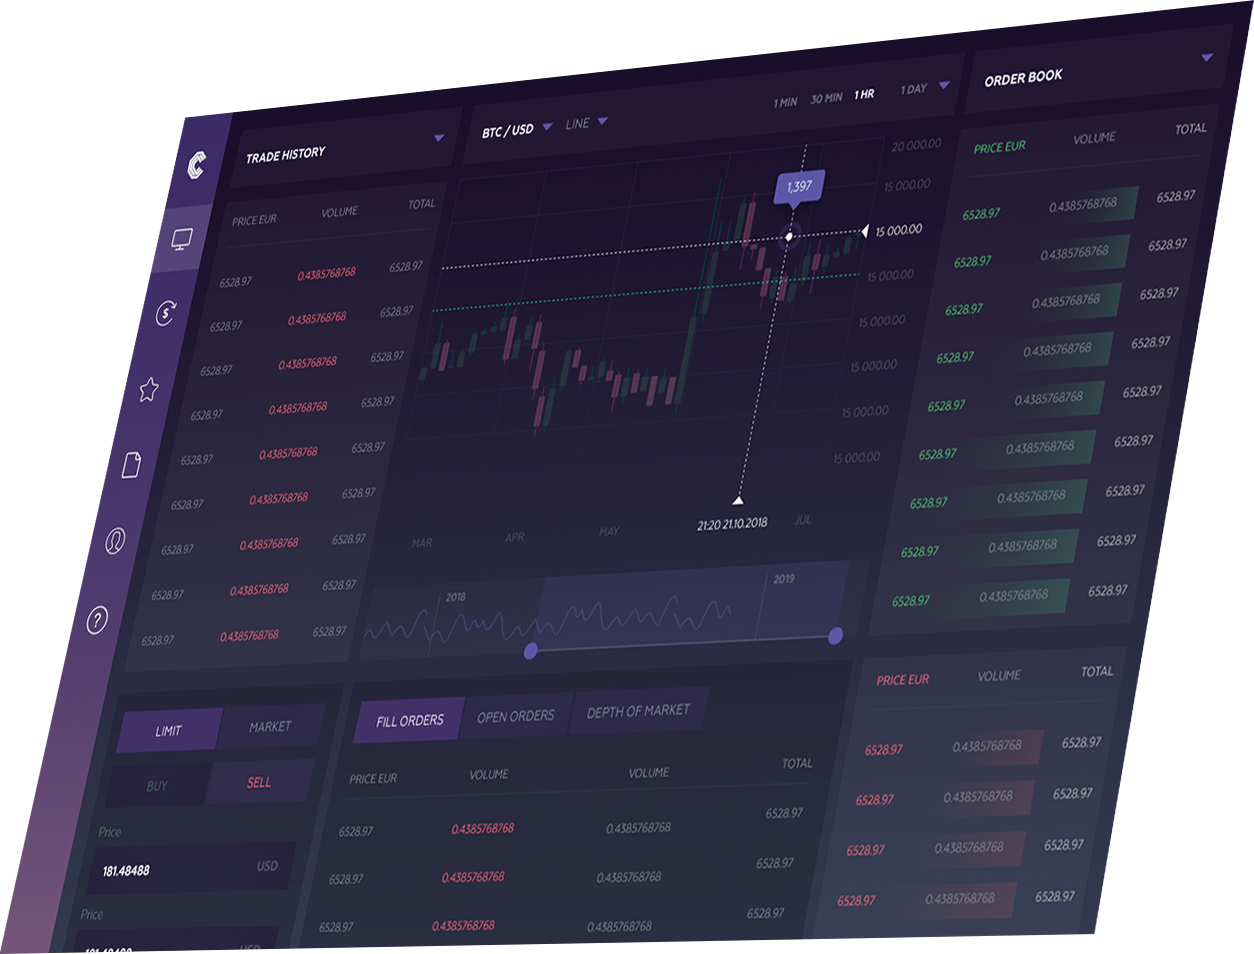 TRADE HISTORY
PRICE EUR VOLUME TOTAL
6528.97 0.4385768768 6528.97
6528.97 0.4385768768 6528.97
6528.97 0.4385768768 6528.97
6528.97 0.4385768768 6528.97
6528.97 0.4385768768 6528.97
6528.97 0.4385768768 6528.97
6528.97 0.4385768768 6528.97
6528.97 0.4385768768 6528.97
6528.97 0.4385768768 6528.97
BTC / USD LINE 1 MIN 30 MIN 1 HR 1 DAY
20 000.00
15 000.00
1,397
15 000.00
15 000.00
15 000.00
15 000.00
15 000.00
15 000.00
MAR APR MAY 21:20 21.10.2018 JUL
2018 2019
ORDER BOOK
PRICE EUR VOLUME TOTAL
6528.97 0.4385768768 6528.97
6528.97 0.4385768768 6528.97
6528.97 0.4385768768 6528.97
6528.97 0.4385768768 6528.97
6528.97 0.4385768768 6528.97
6528.97 0.4385768768 6528.97
6528.97 0.4385768768 6528.97
6528.97 0.4385768768 6528.97
6528.97 0.4385768768 6528.97
LIMIT MARKET
BUY SELL
Price
181.48488 USD
Price
FILL ORDERS OPEN ORDERS DEPTH OF MARKET
PRICE EUR VOLUME VOLUME TOTAL
6528.97 0.4385768768 0.4385768768 6528.97
6528.97 0.4385768768 0.4385768768 6528.97
6528.97 0.4385768768 0.4385768768 6528.97
PRICE EUR VOLUME TOTAL
6528.97 0.4385768768 6528.97
6528.97 0.4385768768 6528.97
6528.97 0.4385768768 6528.97
6528.97 0.4385768768 6528.97